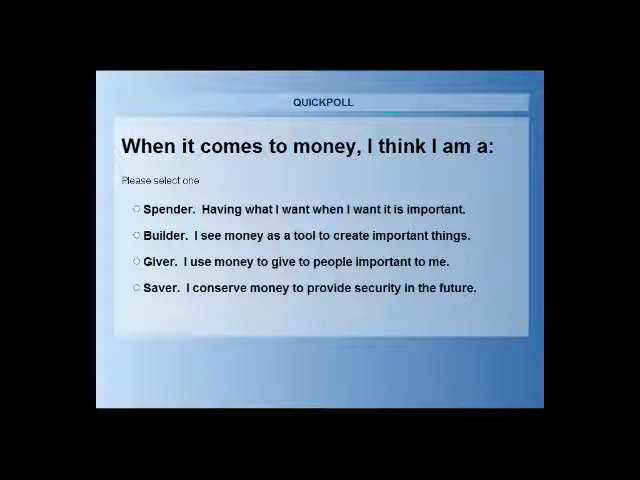 QUICKPOLL
When it comes to money, I think I am a:
Please select one
Spender. Having what I want when I want it is important.
Builder. I see money as a tool to create important things.
Giver. I use money to give to people important to me.
Saver. I conserve money to provide security in the future.